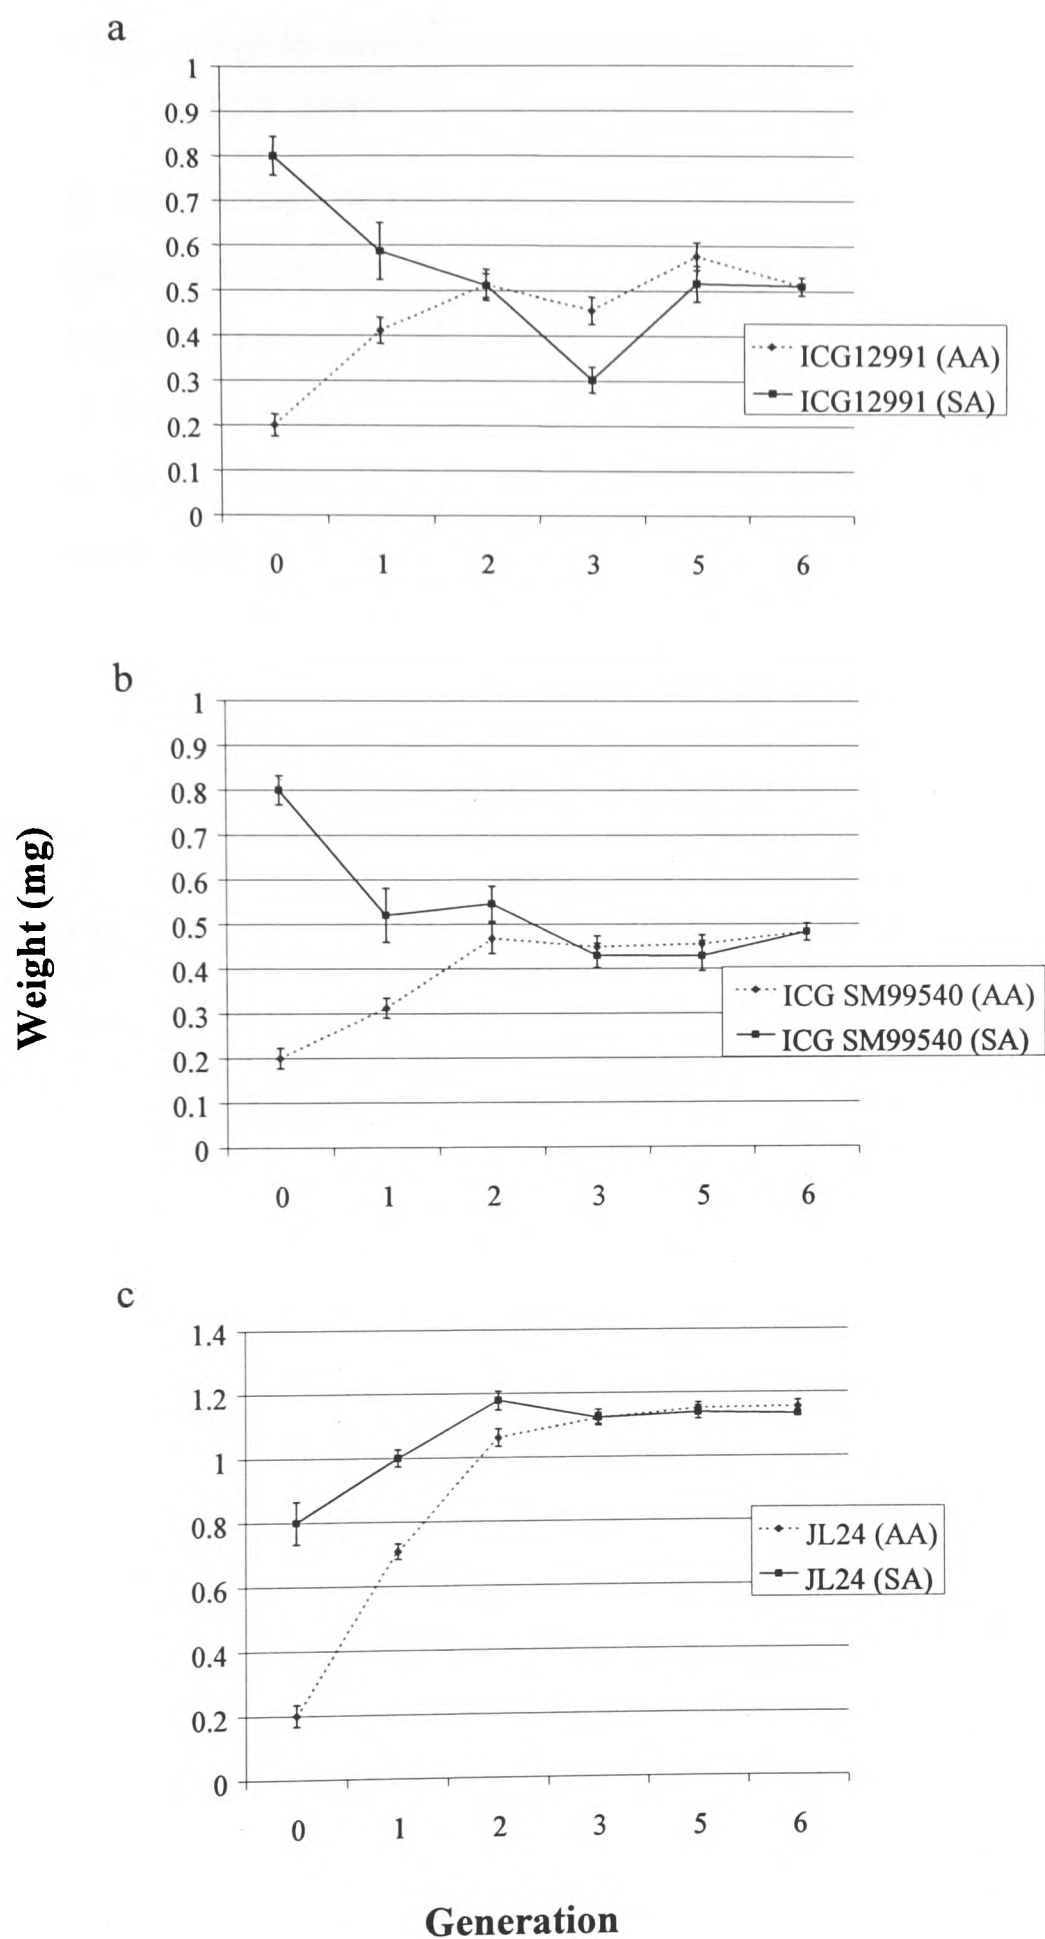 a
1
0.9
0.8
0.7
0.6
0.5
0.4
0.3
0.2
0.1
0
0 1 2 3 5 6
ICG12991 (AA)
ICG12991 (SA)
b
1
0.9
0.8
0.7
0.6
0.5
0.4
0.3
0.2
0.1
0
0 1 2 3 5 6
ICG SM99540 (AA)
ICG SM99540 (SA)
Weight (mg)
c
1.4
1.2
1
0.8
0.6
0.4
0.2
0
0 1 2 3 5 6
JL24 (AA)
JL24 (SA)
Generation